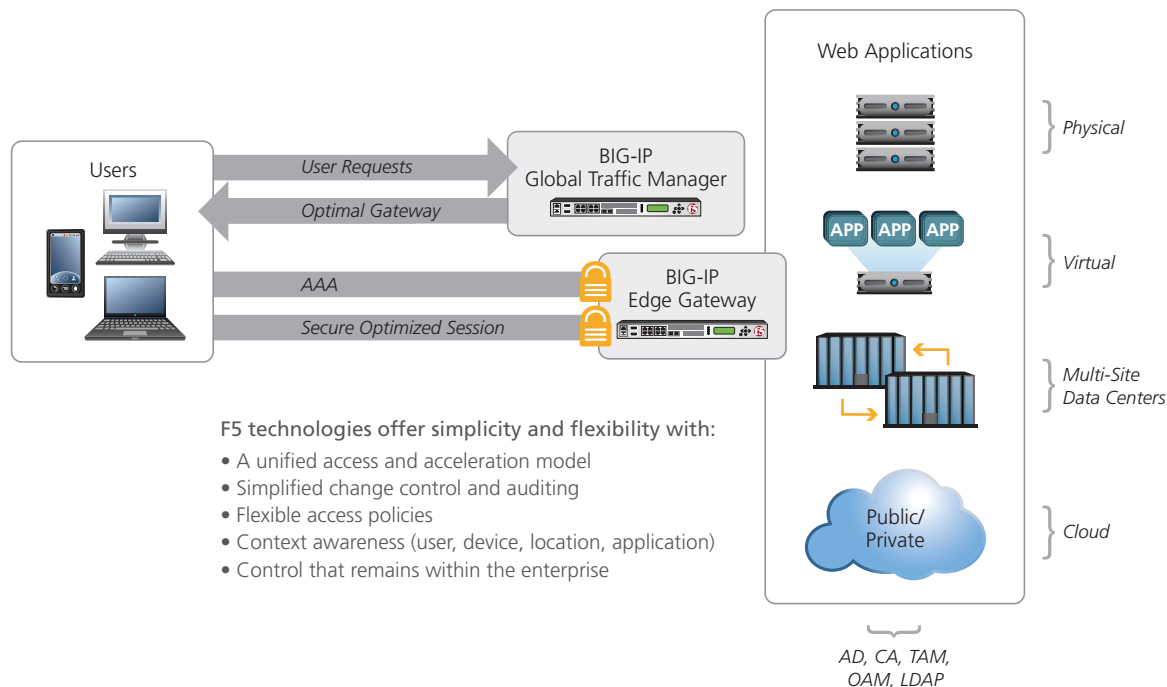 Users
User Requests
Optimal Gateway
AAA
Secure Optimized Session
BIG-IP
Global Traffic Manager
BIG-IP
Edge Gateway
Web Applications
Physical
APP APP APP
Virtual
Multi-Site
Data Centers
Public/
Private
Cloud
AD, CA, TAM,
OAM, LDAP
F5 technologies offer simplicity and flexibility with:
• A unified access and acceleration model
• Simplified change control and auditing
• Flexible access policies
• Context awareness (user, device, location, application)
• Control that remains within the enterprise